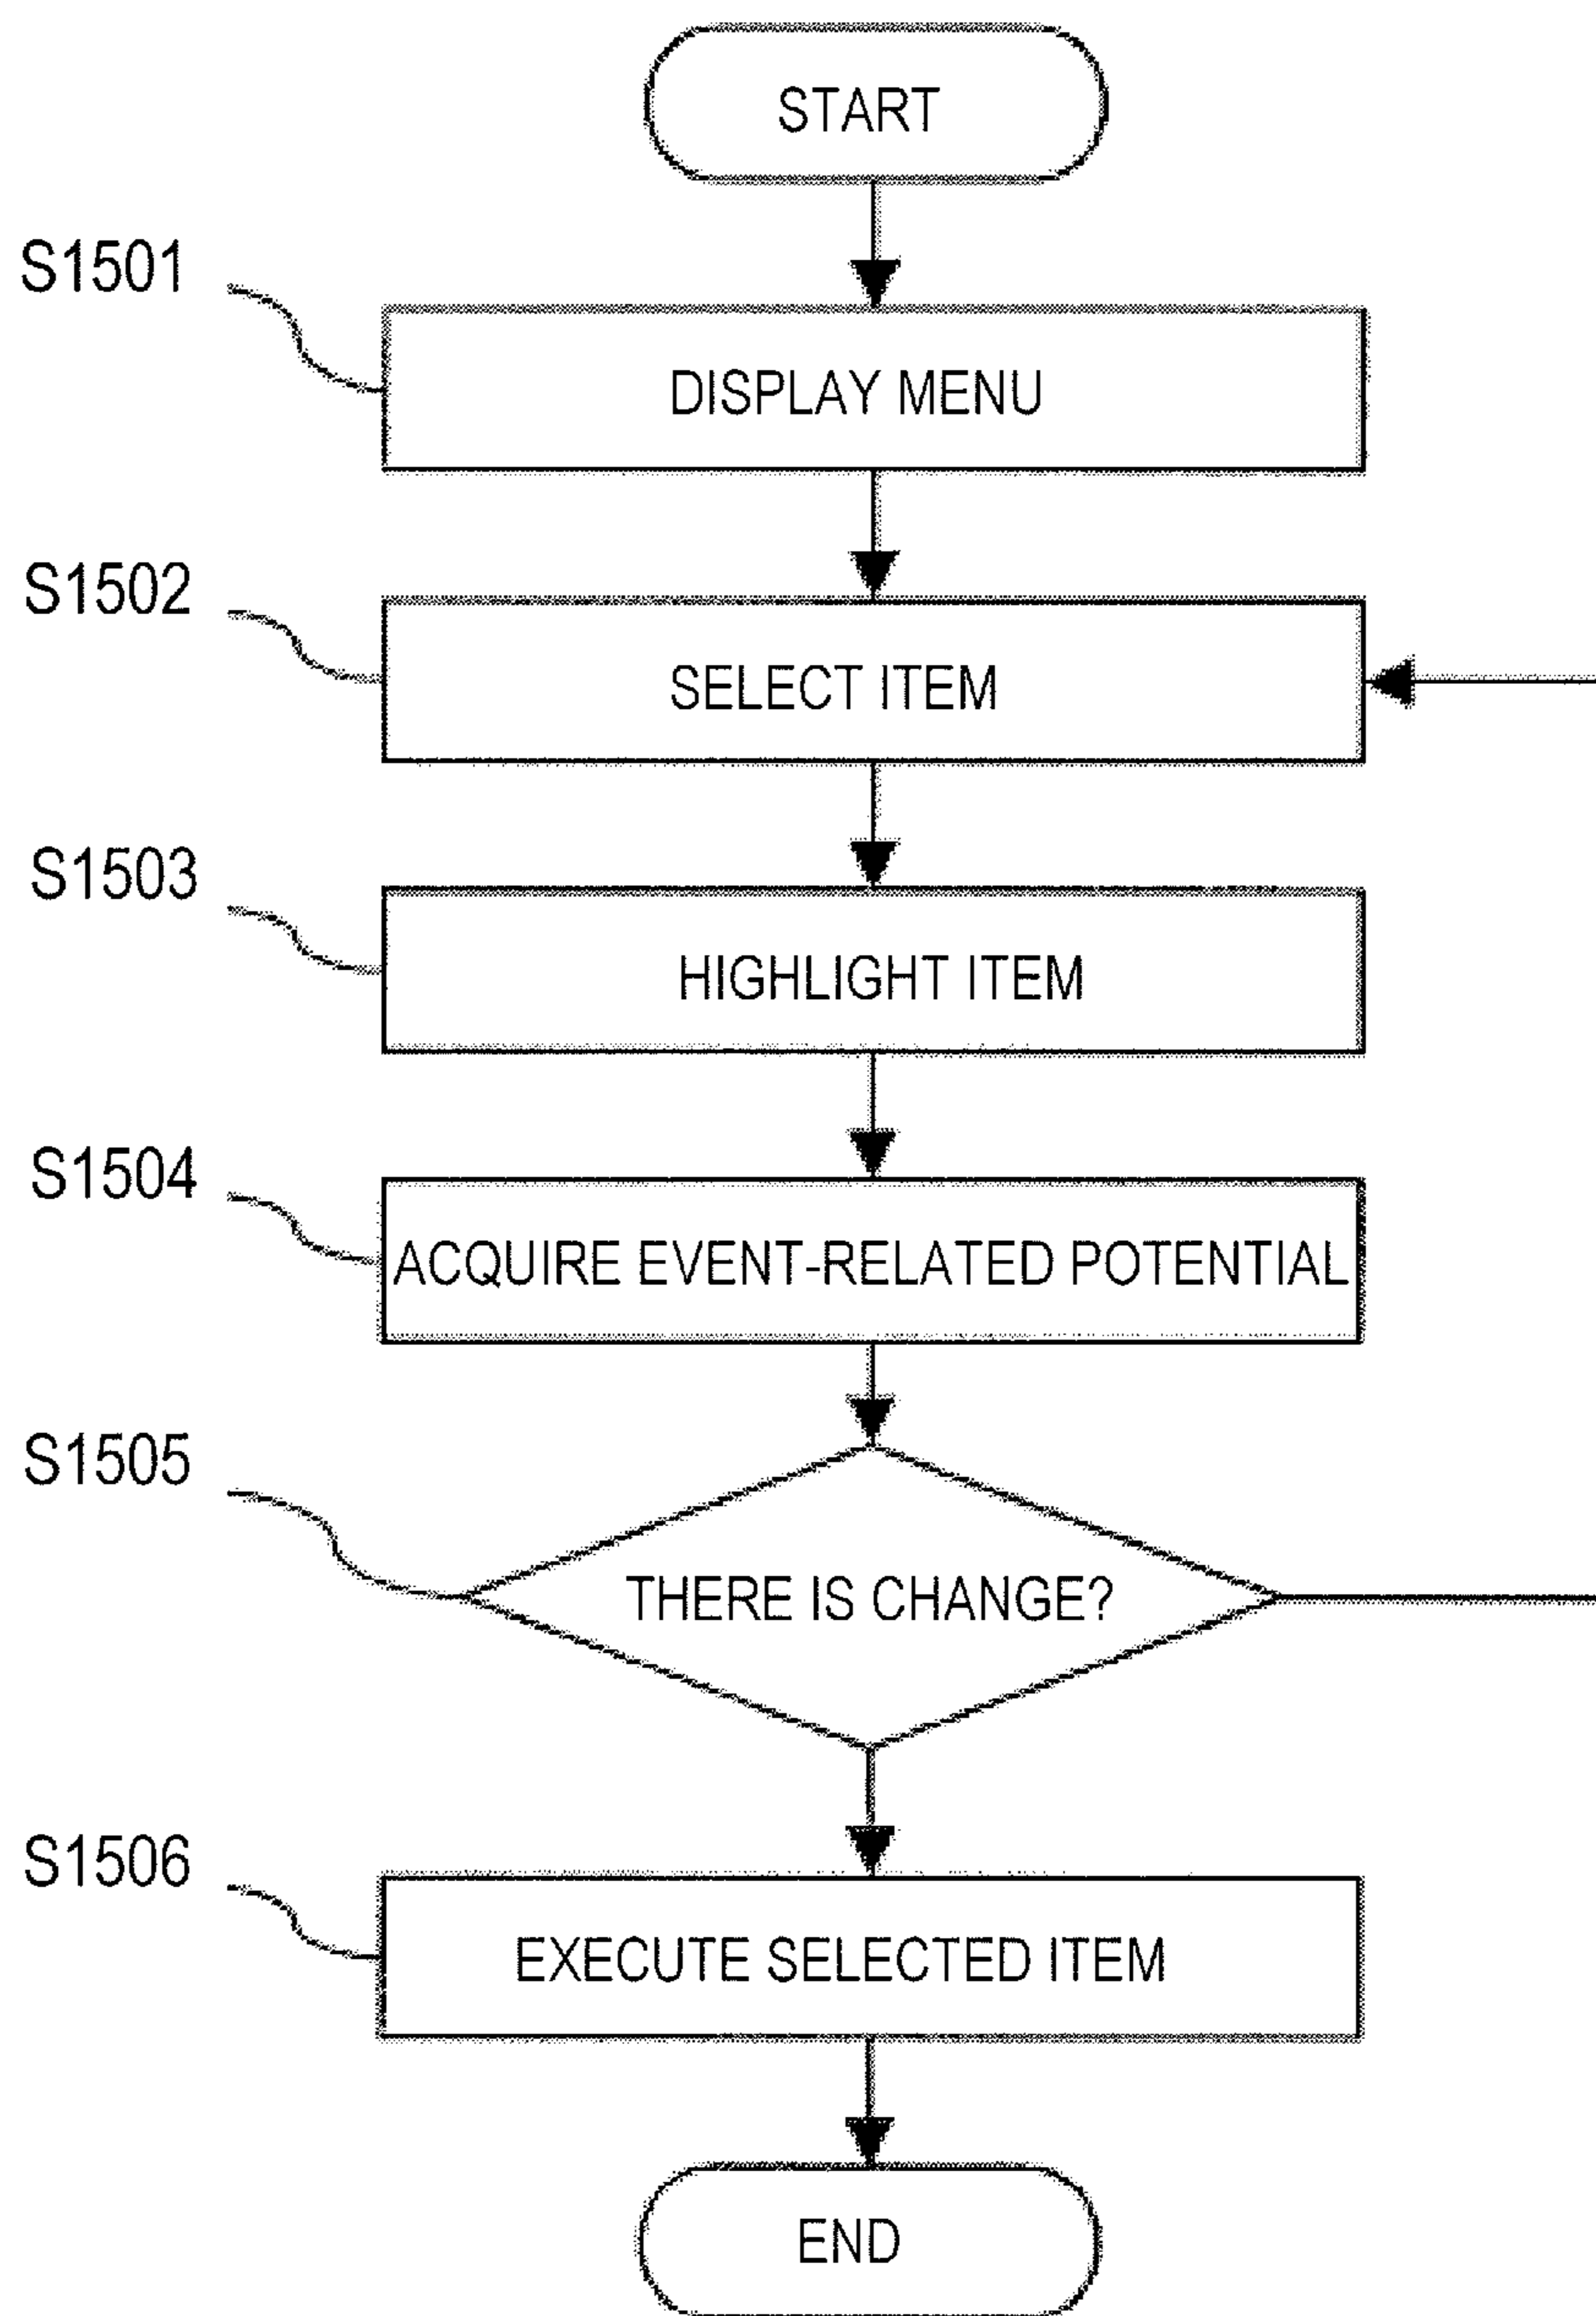 START
S1501
DISPLAY MENU
S1502
SELECT ITEM
S1503
HIGHLIGHT ITEM
S1504
ACQUIRE EVENT-RELATED POTENTIAL
S1505
THERE IS CHANGE?
S1506
EXECUTE SELECTED ITEM
END